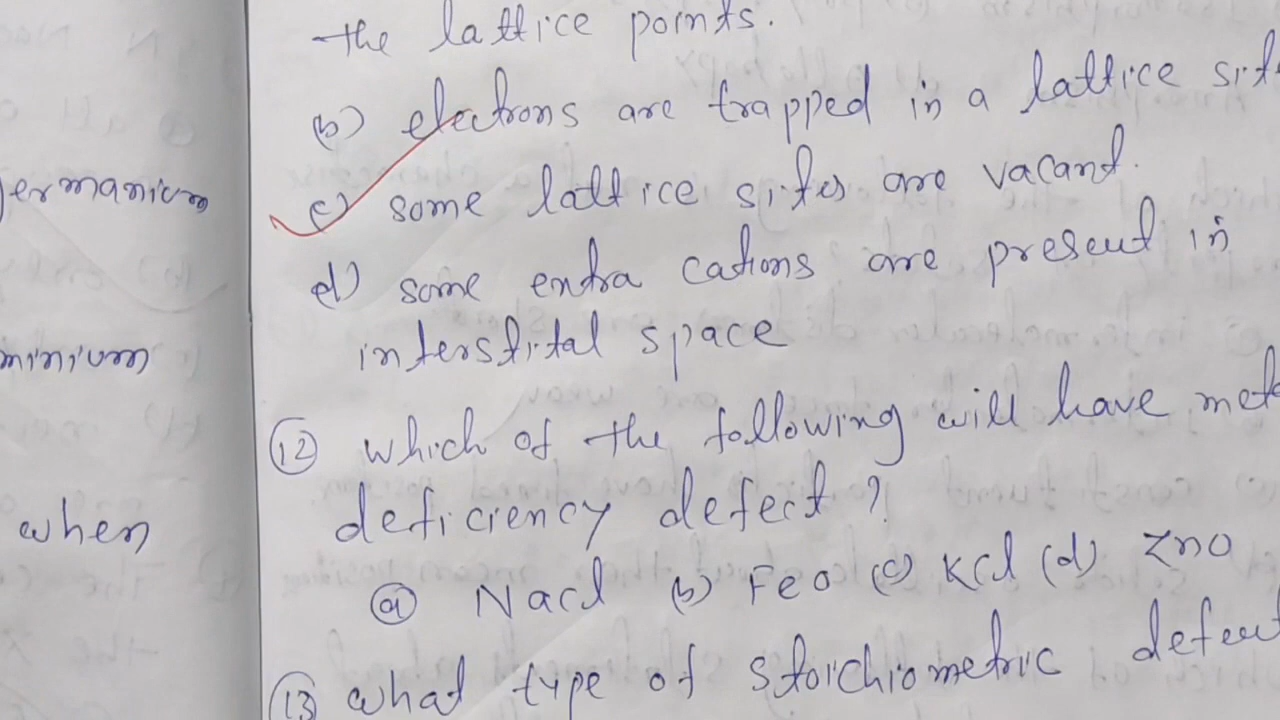 the lattice points.
(b) electrons are trapped in a lattice sit
(c) some lattice sites are vacant.
d) some extra cations are present in
interstital space
(12) which of the following will have met
deficiency defect?
(a) Nacl (b) Feo (c) Kcl (d) Zno
(13) what type of stoichiometric defect
ermanium
minium
when